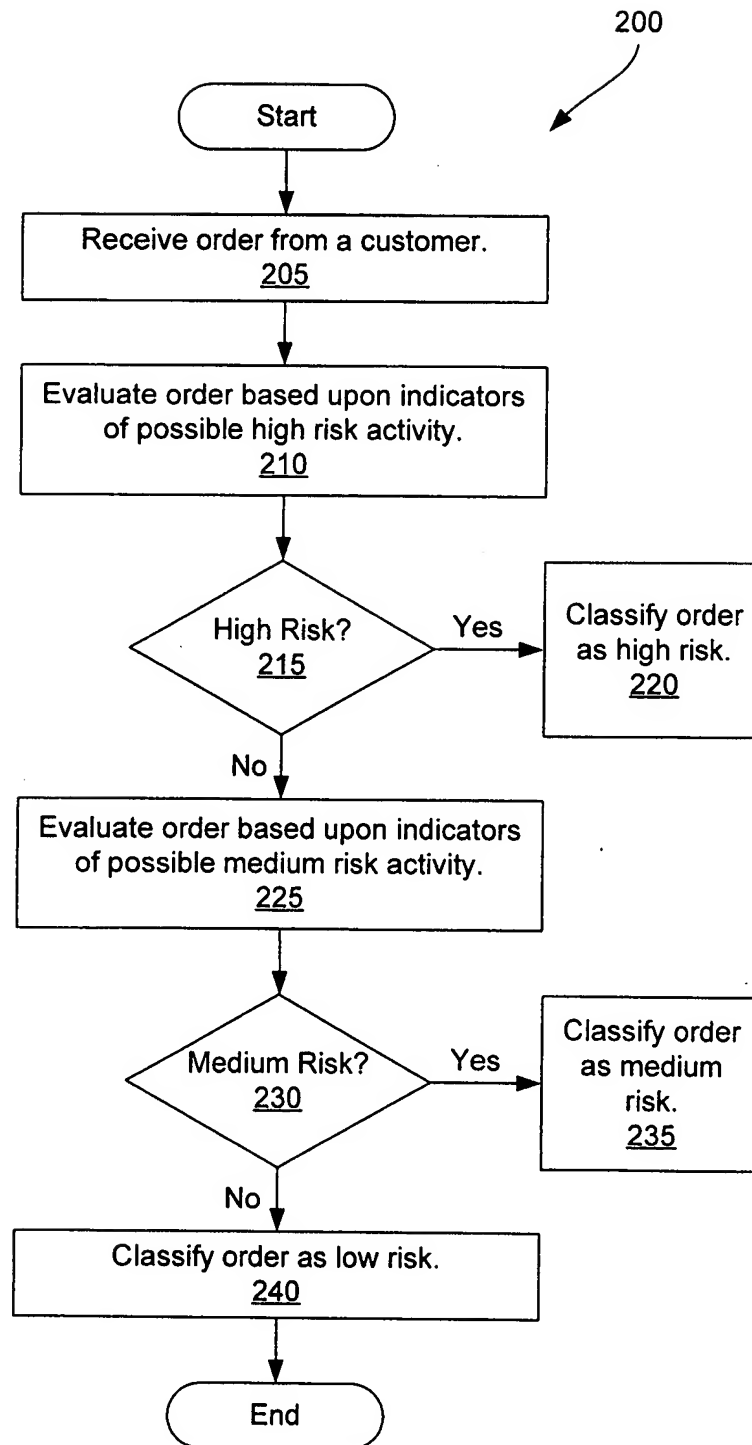 200
Start
Receive order from a customer.
205
Evaluate order based upon indicators
of possible high risk activity.
210
High Risk?
215
Yes
Classify order
as high risk.
220
No
Evaluate order based upon indicators
of possible medium risk activity.
225
Medium Risk?
230
Yes
Classify order
as medium
risk.
235
No
Classify order as low risk.
240
End